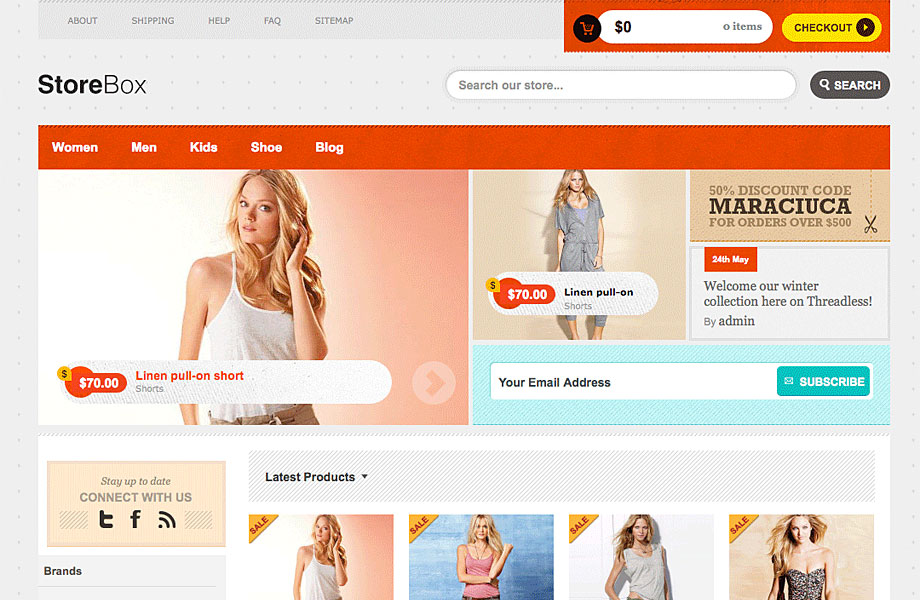 ABOUT SHIPPING HELP FAQ SITEMAP
$0 0 items CHECKOUT
StoreBox
Search our store... SEARCH
Women Men Kids Shoe Blog
$ $70.00 Linen pull-on short
Shorts
$ $70.00 Linen pull-on
Shorts
50% DISCOUNT CODE
MARACIUCA
FOR ORDERS OVER $500
24th May
Welcome our winter
collection here on Threadless!
By admin
Your Email Address SUBSCRIBE
Stay up to date
CONNECT WITH US
Brands
Latest Products
SALE SALE SALE SALE